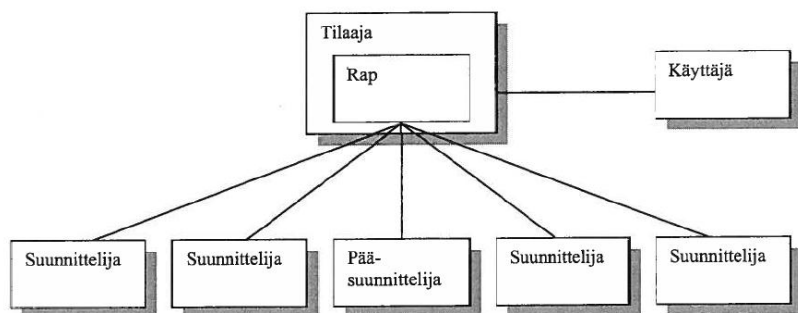 Tilaaja
Rap
Käyttäjä
Suunnittelija
Suunnittelija
Pää-
suunnittelija
Suunnittelija
Suunnittelija